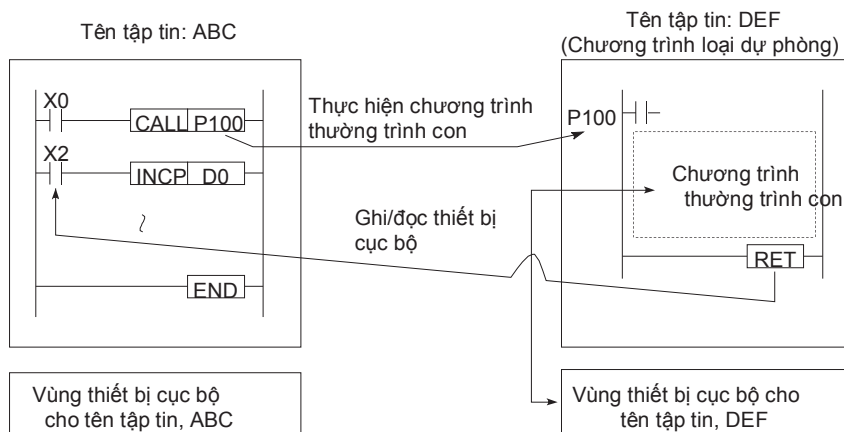 Tên tập tin: ABC
X0
CALL P100
X2
INCP D0
END
Vùng thiết bị cục bộ
cho tên tập tin, ABC
Thực hiện chương trình
thường trình con
Ghi/đọc thiết bị
cục bộ
Tên tập tin: DEF
(Chương trình loại dự phòng)
P100
Chương trình
thường trình con
RET
Vùng thiết bị cục bộ cho
tên tập tin, DEF